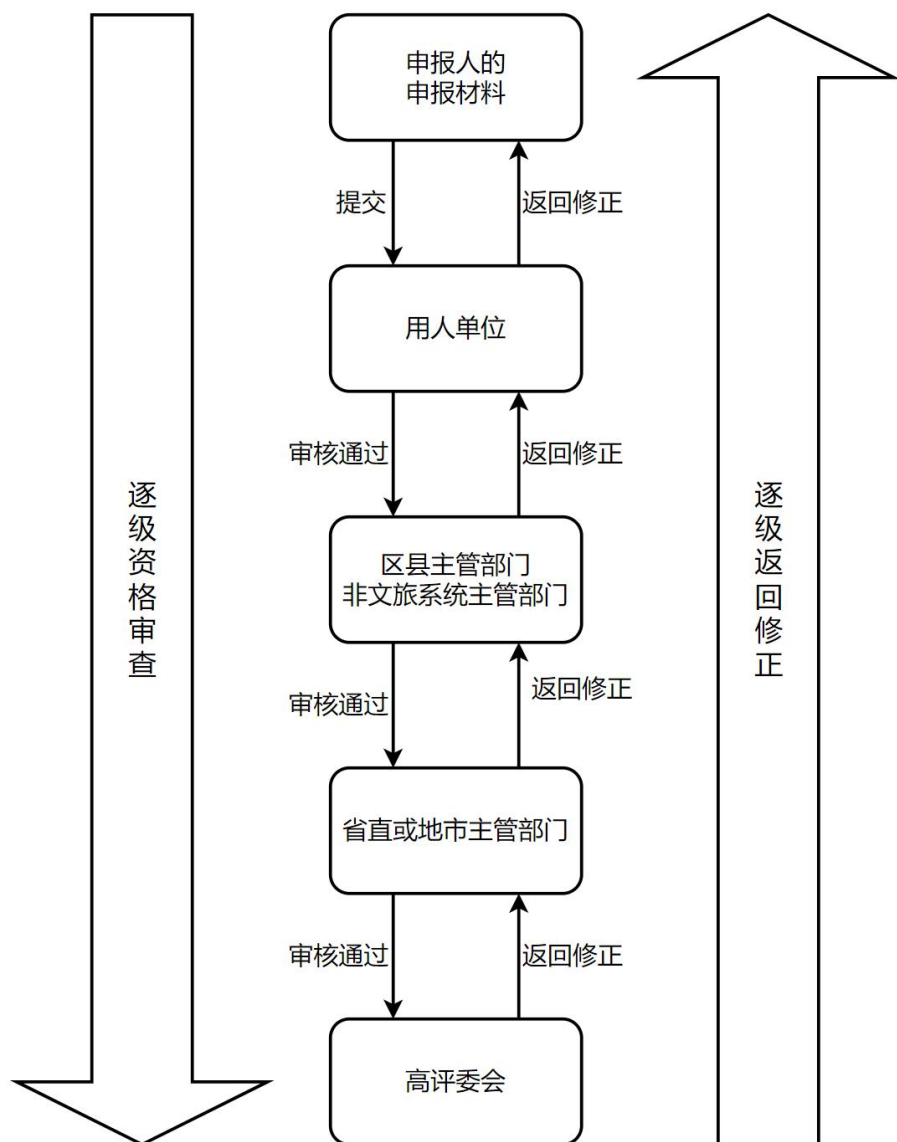 申报人的
申报材料
提交
返回修正
用人单位
审核通过
返回修正
逐级资格审查
逐级返回修正
区县主管部门
非文旅系统主管部门
审核通过
返回修正
省直或地市主管部门
审核通过
返回修正
高评委会